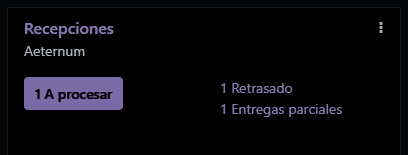 Recepciones
Aeternum
1 A procesar
1 Retrasado
1 Entregas parciales